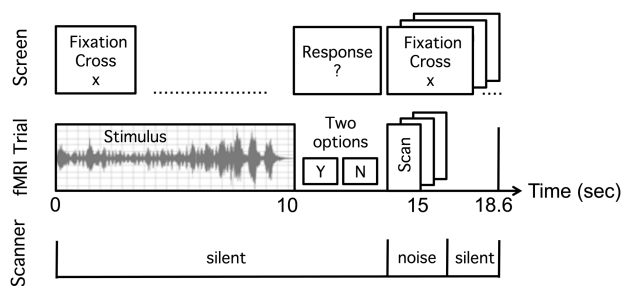 Screen
Fixation
Cross
x
....................
Response
?
Fixation
Cross
x
....
fMRI Trial
Stimulus
Two
options
Y N
Scan
0 10 15 18.6
Time (sec)
Scanner
silent noise silent